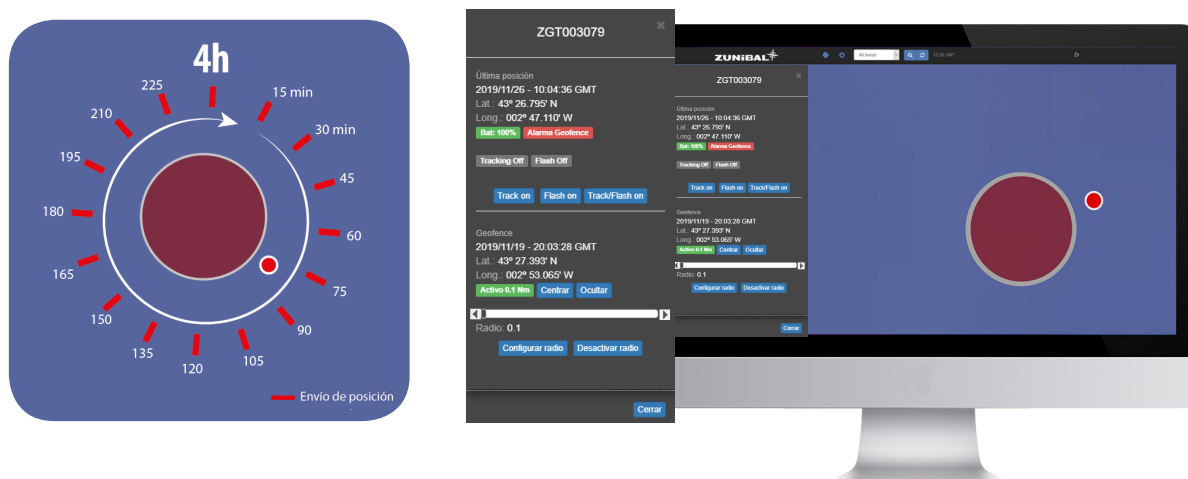 4h
15 min
30 min
45
60
75
90
105
120
135
150
165
180
195
210
225
Envío de posición
ZGT003079
Última posición
2019/11/26 - 10:04:36 GMT
Lat.: 43º 26.795' N
Long.: 002º 47.110' W
Bat: 100% Alarma Geofence
Tracking Off Flash Off
Track on Flash on Track/Flash on
Geofence
2019/11/19 - 20:03:28 GMT
Lat.: 43º 27.393' N
Long.: 002º 53.065' W
Activo 0.1 Nm Centrar Ocultar
Radio: 0.1
Configurar radio Desactivar radio
Cerrar
ZUNIBAL
ZGT003079
Última posición
2019/11/26 - 10:04:36 GMT
Lat.: 43º 26.795' N
Long.: 002º 47.110' W
Bat: 100% Alarma Geofence
Tracking Off Flash Off
Track on Flash on Track/Flash on
Geofence
2019/11/19 - 20:03:28 GMT
Lat.: 43º 27.393' N
Long.: 002º 53.065' W
Activo 0.1 Nm Centrar Ocultar
Radio: 0.1
Configurar radio Desactivar radio
Cerrar